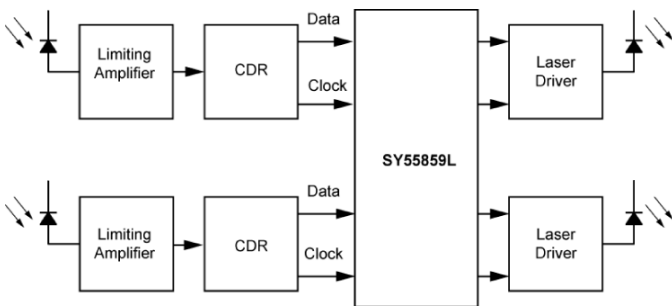 Data
Limiting
Amplifier
CDR
Clock
Laser
Driver
SY55859L
Data
Limiting
Amplifier
CDR
Clock
Laser
Driver